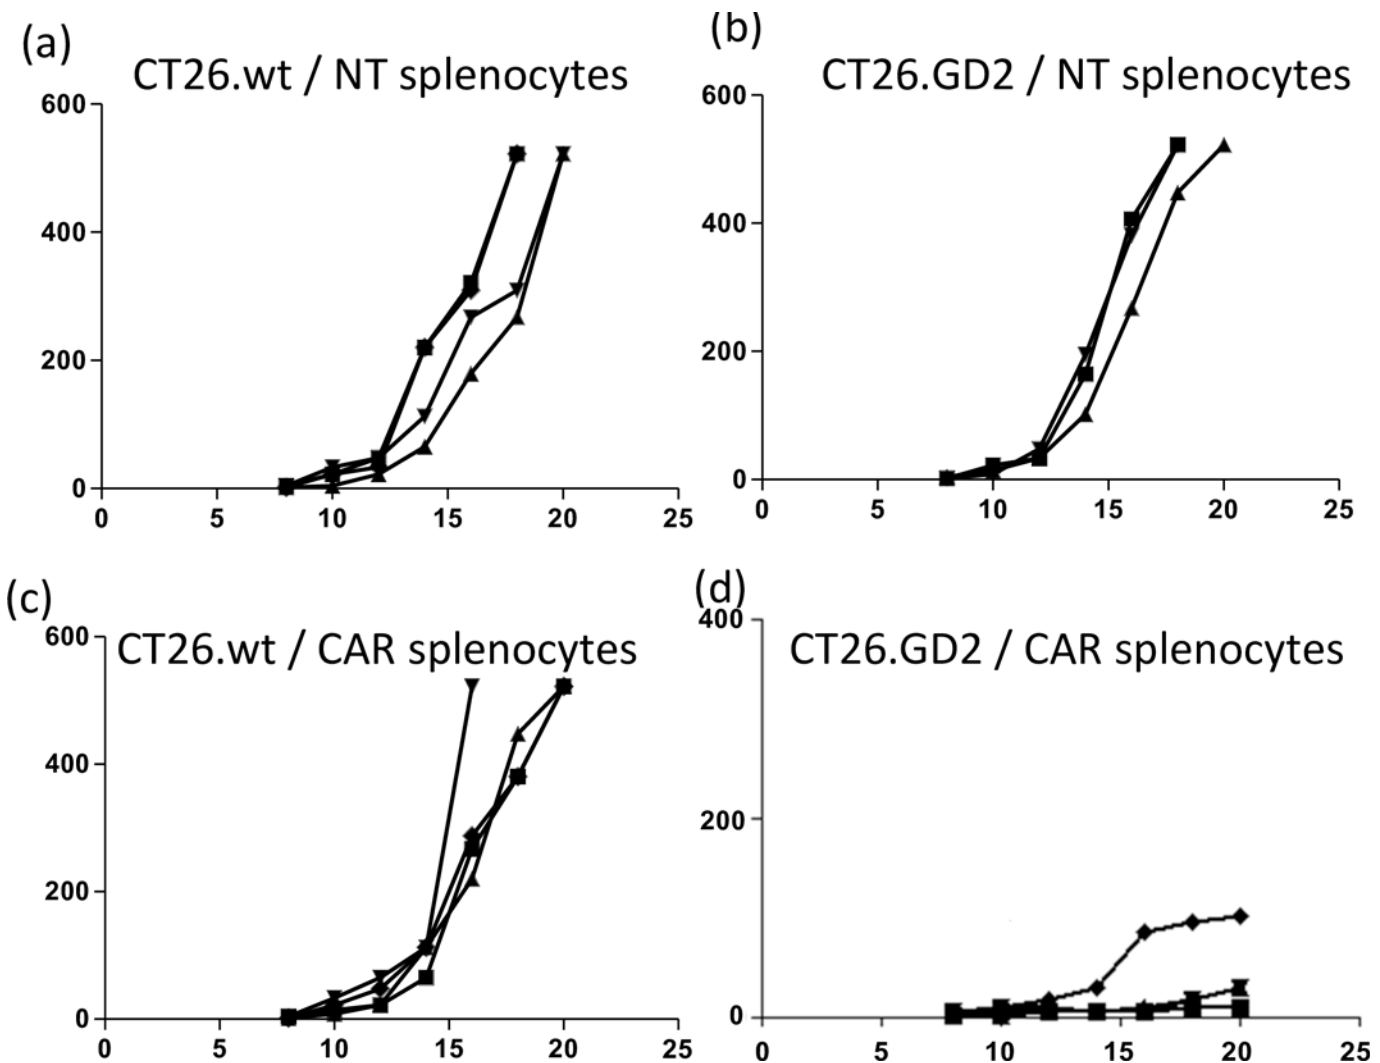 (a)
CT26.wt / NT splenocytes
600
400
200
0
0 5 10 15 20 25
(b)
CT26.GD2 / NT splenocytes
600
400
200
0
0 5 10 15 20 25
(c)
CT26.wt / CAR splenocytes
600
400
200
0
0 5 10 15 20 25
(d)
CT26.GD2 / CAR splenocytes
400
200
0
0 5 10 15 20 25